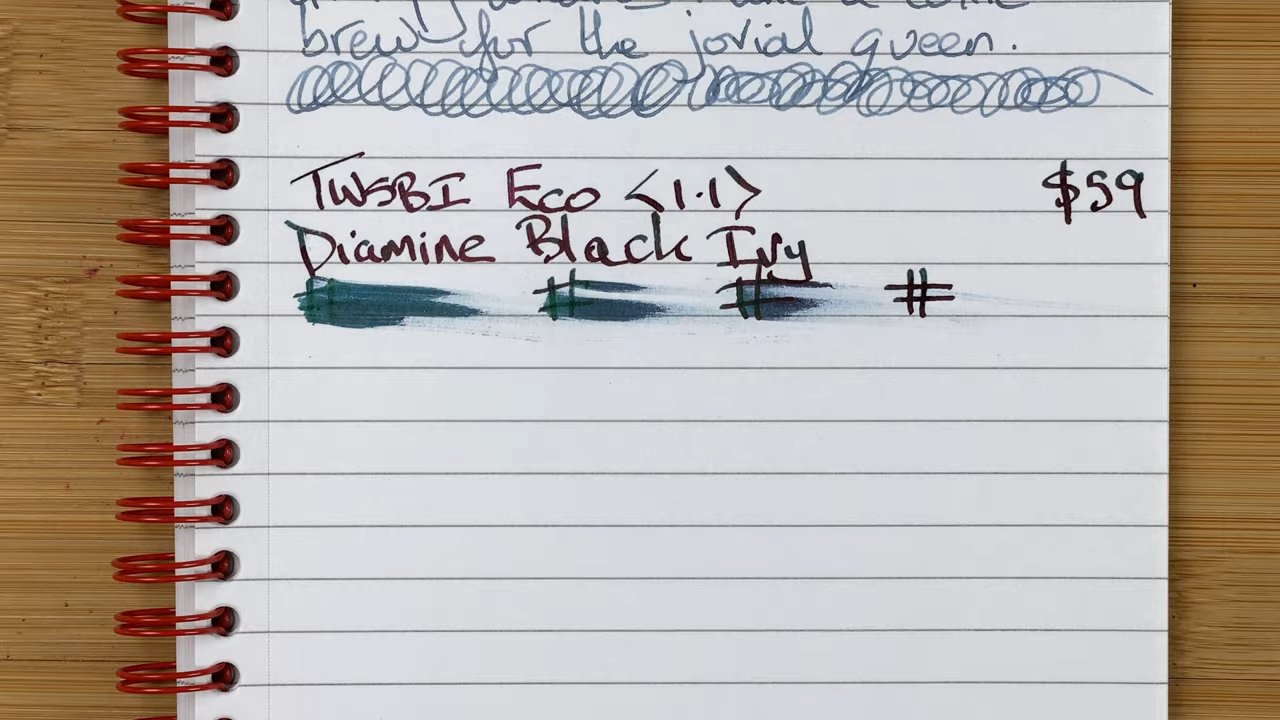 brew for the jovial queen.
TWSBI Eco <1.1> $59
Diamine Black Ivy
# # # #